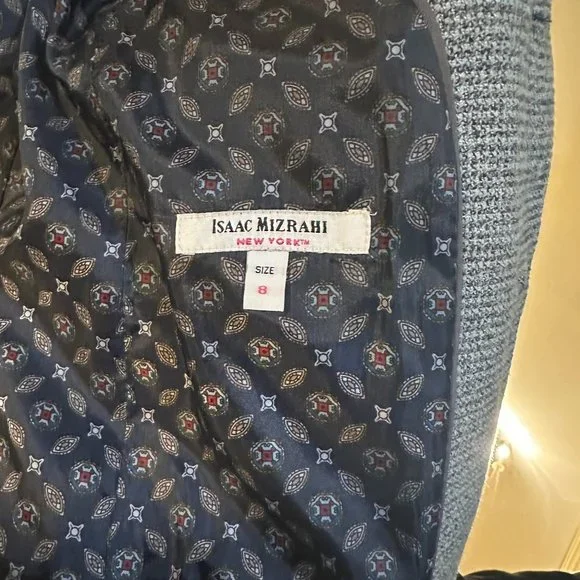 ISAAC MIZRAHI
NEW YORK™
SIZE
8